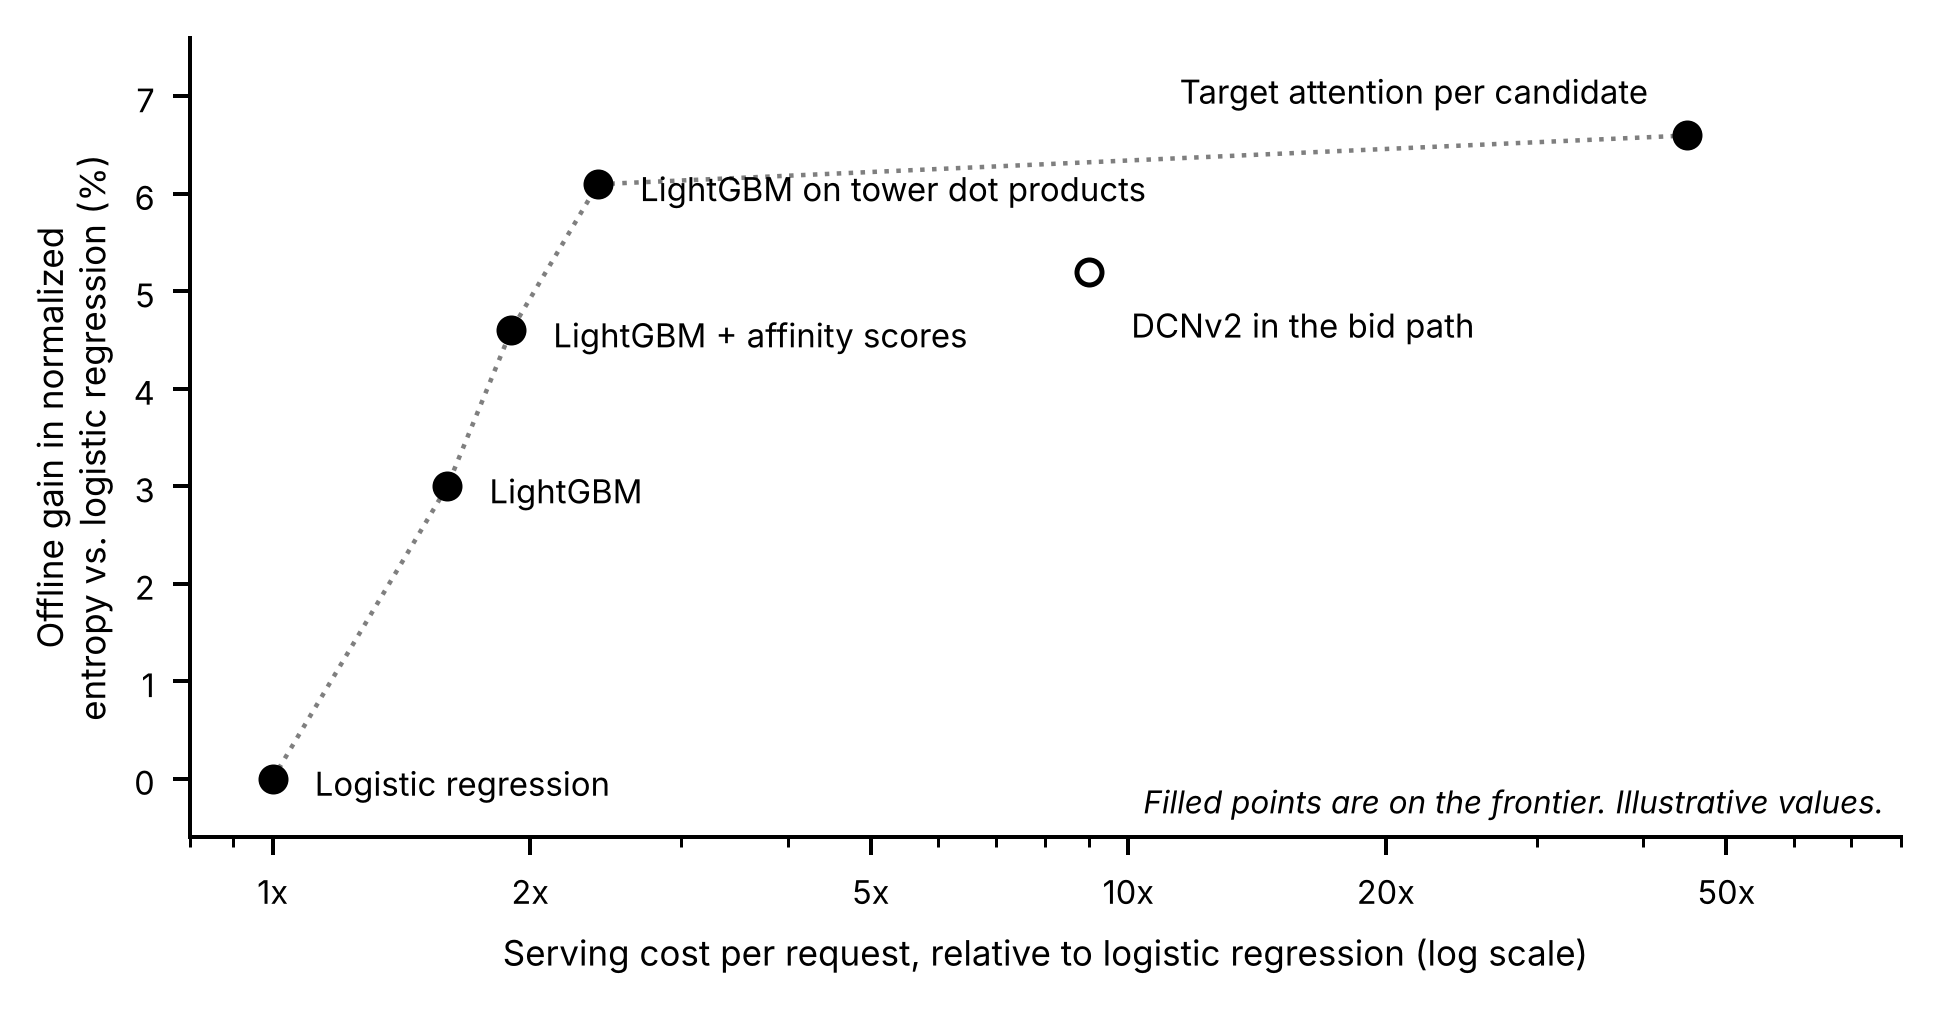 Offline gain in normalized
entropy vs. logistic regression (%)
7
6
5
4
3
2
1
0
Target attention per candidate
LightGBM on tower dot products
DCNv2 in the bid path
LightGBM + affinity scores
LightGBM
Logistic regression
Filled points are on the frontier. Illustrative values.
1x
2x
5x
10x
20x
50x
Serving cost per request, relative to logistic regression (log scale)